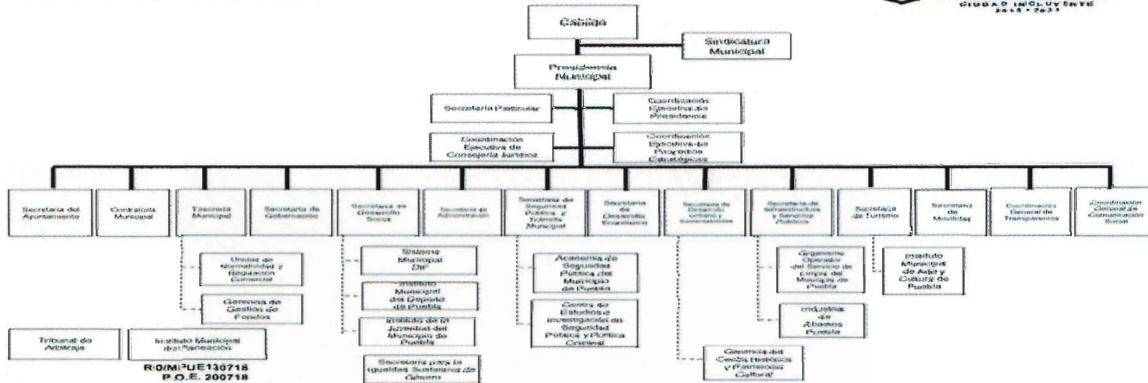 CIUDAD INCLUYENTE
Cabildo
Sindicatura
Municipal
Presidencia
Municipal
Secretaría Particular
Coordinación
Ejecutiva de
Presidencia
Coordinación
Ejecutiva de
Consejería Jurídica
Coordinación
Ejecutiva de
Proyectos
Estratégicos
Secretaría del
Ayuntamiento
Contraloría
Municipal
Tesorería
Municipal
Secretaría de
Gobernación
Secretaría de
Desarrollo
Social
Secretaría de
Administración
Secretaría de
Seguridad
Pública y
Tránsito
Municipal
Secretaría
de
Desarrollo
Económico
Secretaría de
Desarrollo
Urbano y
Sustentabilidad
Secretaría de
Infraestructura
y Servicios
Públicos
Secretaría
de Turismo
Secretaría
de
Movilidad
Coordinación
General de
Transparencia
Coordinación
General de
Comunicación
Social
Unidad de
Normatividad y
Regulación
Comercial
Gerencia de
Gestión de
Fondos
Sistema
Municipal
DIF
Instituto
Municipal
del Deporte
de Puebla
Instituto de la
Juventud del
Municipio de
Puebla
Secretaría para la
Igualdad Sustantiva de
Género
Academia de
Seguridad
Pública del
Municipio
de Puebla
Centro de
Estudios e
Investigación en
Seguridad
Pública y Política
Criminal
Gerencia del
Centro Histórico
y Patrimonio
Cultural
Organismo
Operador
del Servicio de
Limpia del
Municipio de
Puebla
Industrial
de
Abastos
Puebla
Instituto
Municipal
de Arte y
Cultura de
Puebla
Tribunal de
Arbitraje
Instituto Municipal
de Planeación
R:O/MPUE130718
P.O.E. 200718